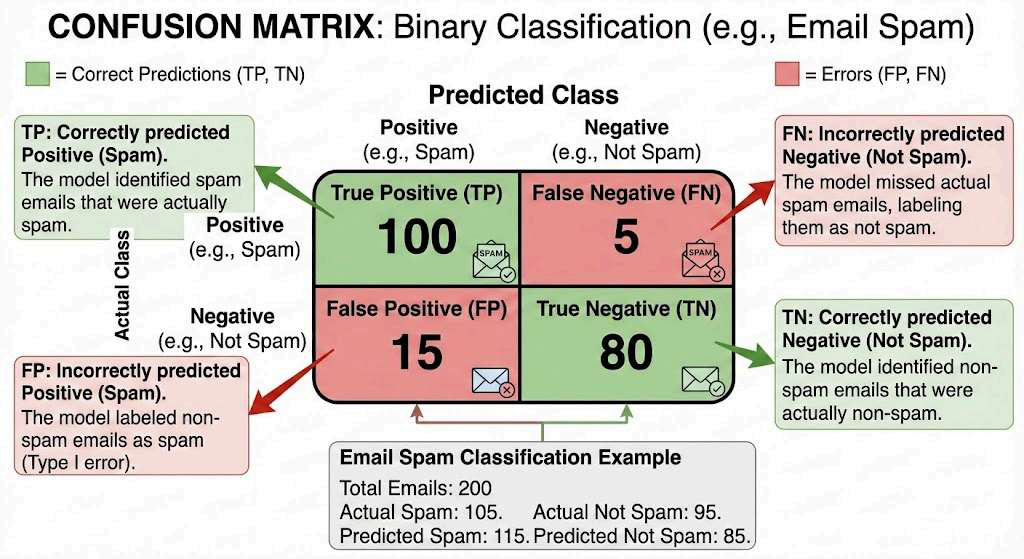 CONFUSION MATRIX: Binary Classification (e.g., Email Spam)
= Correct Predictions (TP, TN)
= Errors (FP, FN)
Predicted Class
Positive
(e.g., Spam)
Negative
(e.g., Not Spam)
TP: Correctly predicted
Positive (Spam).
The model identified spam
emails that were actually
spam.
Actual Class
Positive
(e.g., Spam)
Negative
(e.g., Not Spam)
True Positive (TP)
100
SPAM
False Negative (FN)
5
SPAM
False Positive (FP)
15
True Negative (TN)
80
FN: Incorrectly predicted
Negative (Not Spam).
The model missed actual
spam emails, labeling
them as not spam.
FP: Incorrectly predicted
Positive (Spam).
The model labeled non-
spam emails as spam
(Type I error).
TN: Correctly predicted
Negative (Not Spam).
The model identified non-
spam emails that were
actually non-spam.
Email Spam Classification Example
Total Emails: 200
Actual Spam: 105. Actual Not Spam: 95.
Predicted Spam: 115. Predicted Not Spam: 85.